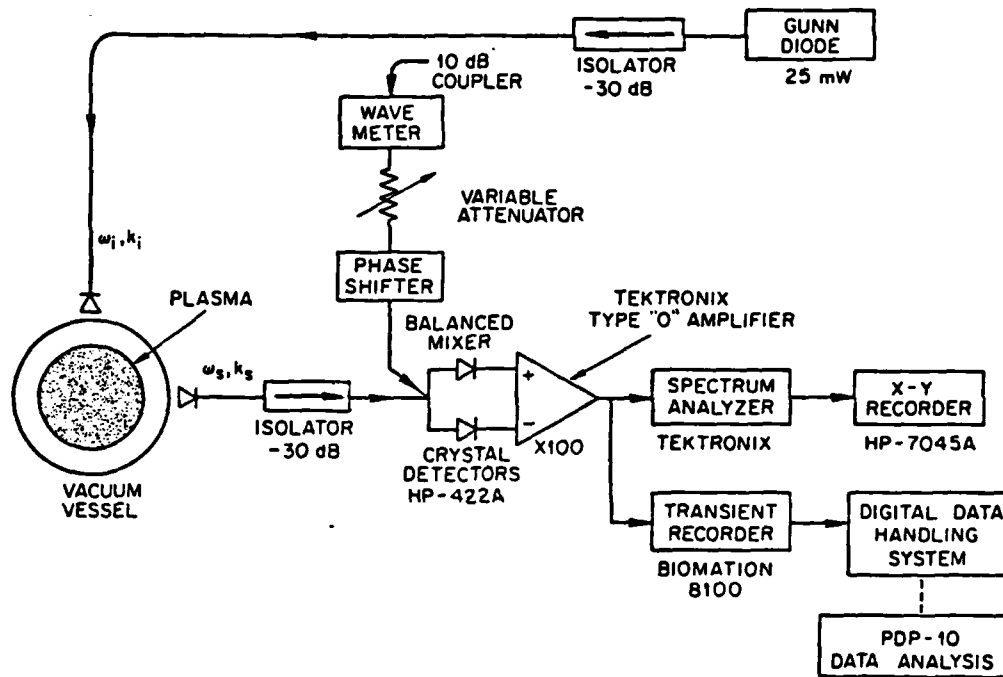 GUNN
DIODE
25 mW
ISOLATOR
-30 dB
10 dB
COUPLER
WAVE
METER
VARIABLE
ATTENUATOR
PHASE
SHIFTER
ωi, ki
PLASMA
VACUUM
VESSEL
ωs, ks
ISOLATOR
-30 dB
BALANCED
MIXER
CRYSTAL
DETECTORS
HP-422A
TEKTRONIX
TYPE "O" AMPLIFIER
+
−
X100
SPECTRUM
ANALYZER
TEKTRONIX
X-Y
RECORDER
HP-7045A
TRANSIENT
RECORDER
BIOMATION
8100
DIGITAL DATA
HANDLING
SYSTEM
PDP-10
DATA ANALYSIS